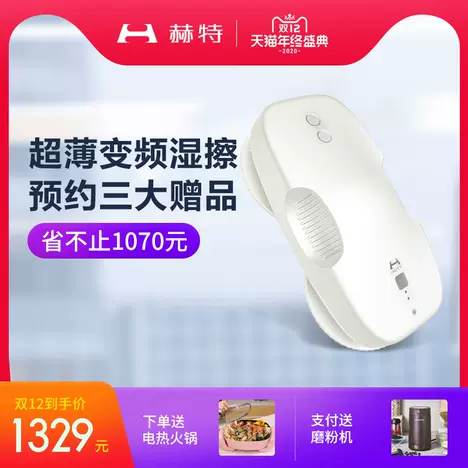 赫特
双12
天猫年终盛典
2020
超薄变频湿擦
预约三大赠品
省不止1070元
双12到手价
1329元
下单送
电热火锅
支付送
磨粉机